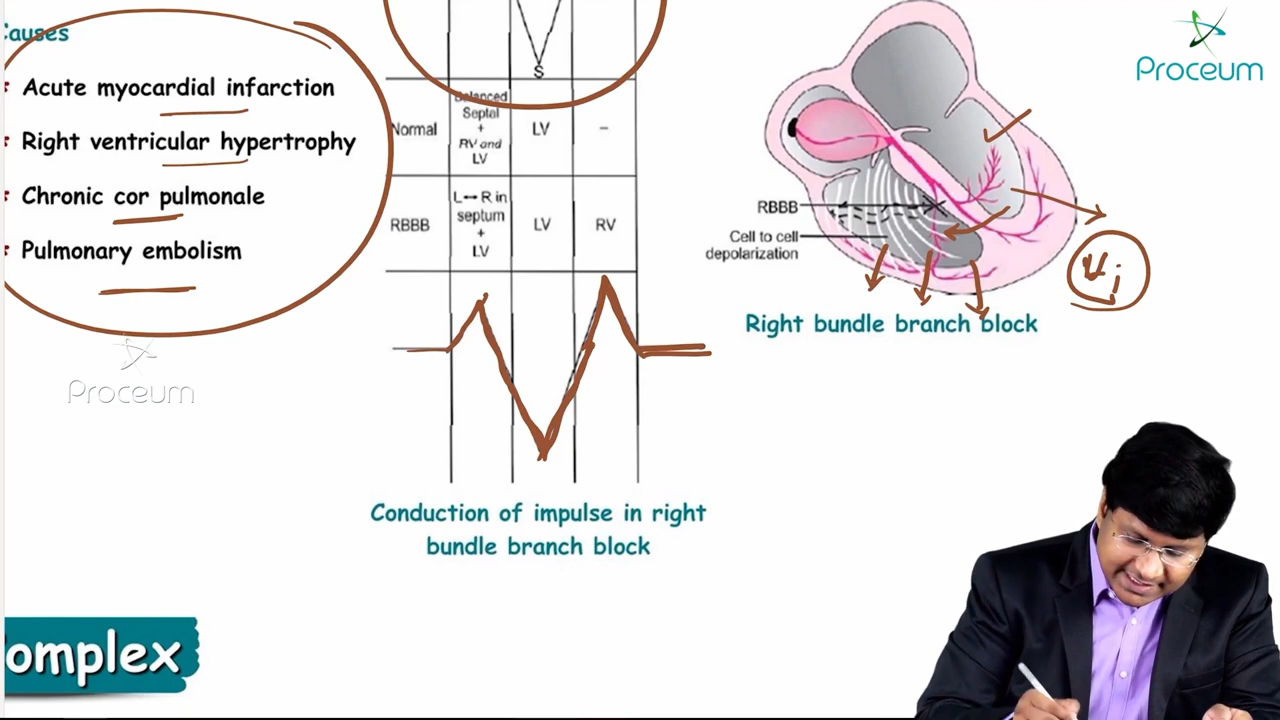 Causes
Acute myocardial infarction
Right ventricular hypertrophy
Chronic cor pulmonale
Pulmonary embolism
Proceum
S
Normal
Balanced
Septal
+
RV and
LV
LV
–
RBBB
L↔R in
septum
+
LV
LV
RV
Conduction of impulse in right
bundle branch block
Proceum
RBBB
Cell to cell
depolarization
Right bundle branch block
omplex